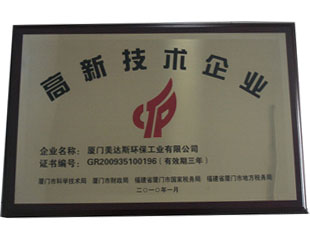 高新技术企业
企业名称：厦门美达斯环保工业有限公司
证书编号：GR200935100196（有效期三年）
厦门市科学技术局 厦门市财政局 福建省厦门市国家税务局 福建省厦门市地方税务局
二〇一〇年一月